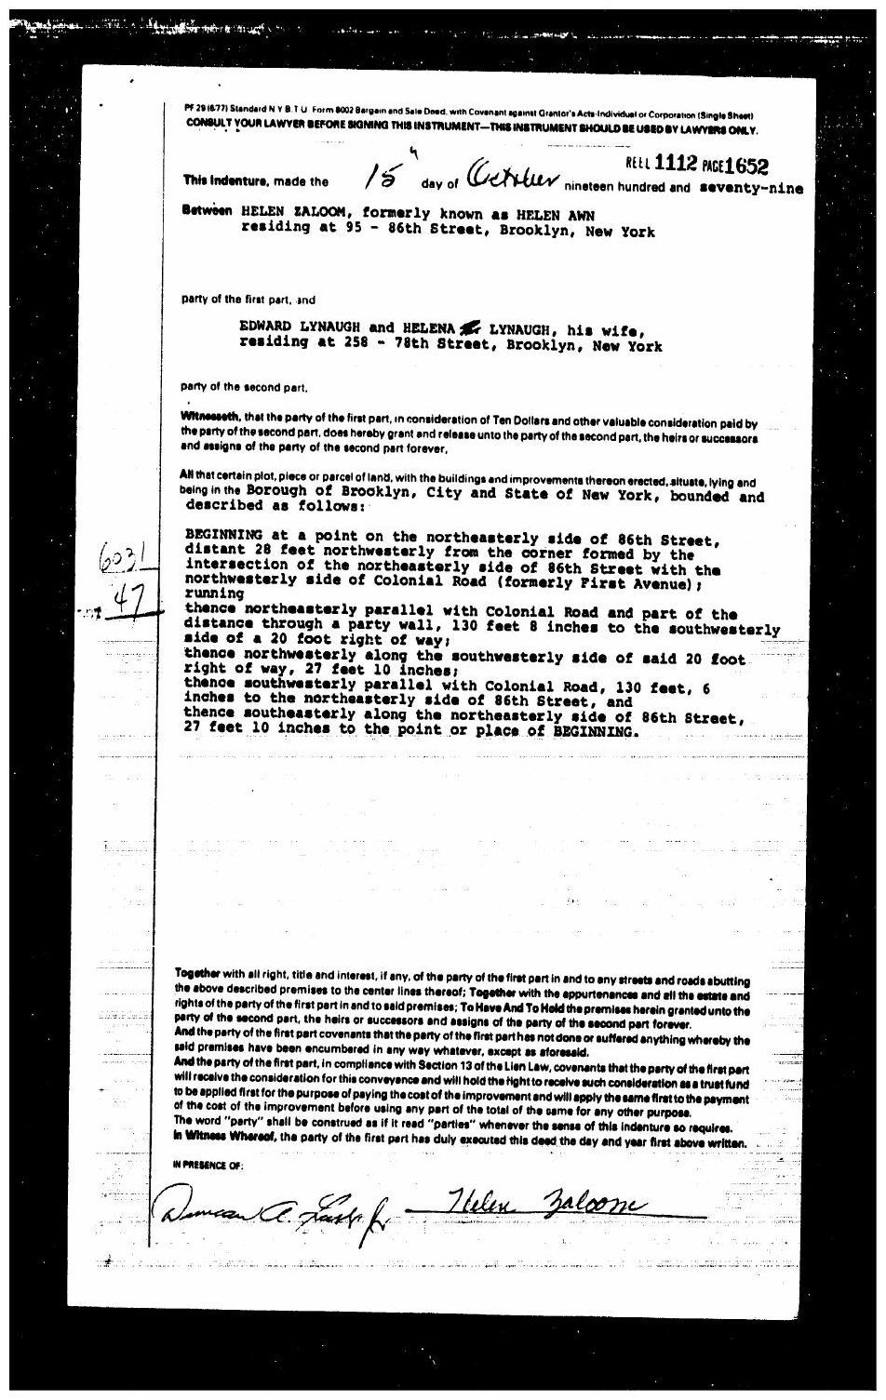 PF 29 (6/77) Standard N Y B.T U Form 8002 Bargain and Sale Deed, with Covenant against Grantor's Acts-Individual or Corporation (Single Sheet)
CONSULT YOUR LAWYER BEFORE SIGNING THIS INSTRUMENT—THIS INSTRUMENT SHOULD BE USED BY LAWYERS ONLY.
REEL 1112 PAGE 1652
This Indenture, made the 15 day of October nineteen hundred and seventy-nine
Between HELEN ZALOOM, formerly known as HELEN AWN
residing at 95 - 86th Street, Brooklyn, New York
party of the first part, and
EDWARD LYNAUGH and HELENA LYNAUGH, his wife,
residing at 258 - 78th Street, Brooklyn, New York
party of the second part,
Witnesseth, that the party of the first part, in consideration of Ten Dollars and other valuable consideration paid by
the party of the second part, does hereby grant and release unto the party of the second part, the heirs or successors
and assigns of the party of the second part forever,
All that certain plot, piece or parcel of land, with the buildings and improvements thereon erected, situate, lying and
being in the Borough of Brooklyn, City and State of New York, bounded and
described as follows:
BEGINNING at a point on the northeasterly side of 86th Street,
distant 28 feet northwesterly from the corner formed by the
intersection of the northeasterly side of 86th Street with the
northwesterly side of Colonial Road (formerly First Avenue);
running
thence northeasterly parallel with Colonial Road and part of the
distance through a party wall, 130 feet 8 inches to the southwesterly
side of a 20 foot right of way;
thence northwesterly along the southwesterly side of said 20 foot
right of way, 27 feet 10 inches;
thence southwesterly parallel with Colonial Road, 130 feet, 6
inches to the northeasterly side of 86th Street, and
thence southeasterly along the northeasterly side of 86th Street,
27 feet 10 inches to the point or place of BEGINNING.
6031
47
Together with all right, title and interest, if any, of the party of the first part in and to any streets and roads abutting
the above described premises to the center lines thereof; Together with the appurtenances and all the estate and
rights of the party of the first part in and to said premises; To Have And To Hold the premises herein granted unto the
party of the second part, the heirs or successors and assigns of the party of the second part forever.
And the party of the first part covenants that the party of the first part has not done or suffered anything whereby the
said premises have been encumbered in any way whatever, except as aforesaid.
And the party of the first part, in compliance with Section 13 of the Lien Law, covenants that the party of the first part
will receive the consideration for this conveyance and will hold the right to receive such consideration as a trust fund
to be applied first for the purpose of paying the cost of the improvement and will apply the same first to the payment
of the cost of the improvement before using any part of the total of the same for any other purpose.
The word "party" shall be construed as if it read "parties" whenever the sense of this indenture so requires.
In Witness Whereof, the party of the first part has duly executed this deed the day and year first above written.
IN PRESENCE OF:
Duncan A. Jr Helen Zaloom